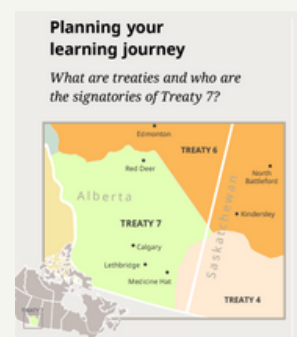 Planning your
learning journey
What are treaties and who are
the signatories of Treaty 7?
Edmonton
TREATY 6
Red Deer
North
Battleford
Alberta
Saskatchewan
Kindersley
TREATY 7
Calgary
Lethbridge
Medicine Hat
TREATY 4